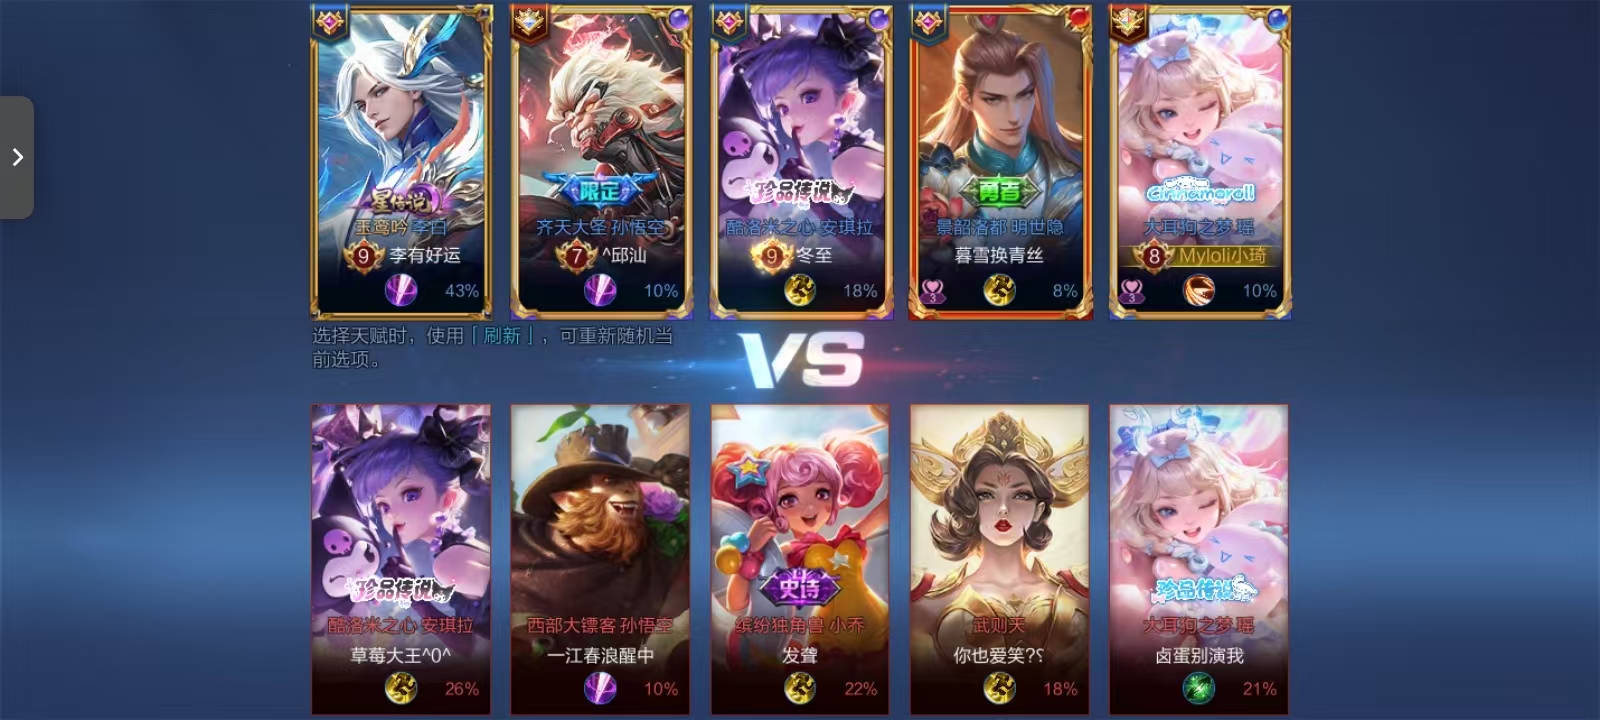 星传说
限定
珍品传说
勇者
Cinnamoroll
玉鸾吟 李白
齐天大圣 孙悟空
酷洛米之心 安琪拉
景韶洛都 明世隐
大耳狗之梦 瑶
9 李有好运
7 ^邱汕
9 冬至
暮雪换青丝
8 Myloli小琦
43%
10%
18%
3
8%
3
10%
选择天赋时，使用「刷新」，可重新随机当
前选项。
VS
珍品传说
史诗
珍品传说
酷洛米之心 安琪拉
西部大镖客 孙悟空
缤纷独角兽 小乔
武则天
大耳狗之梦 瑶
草莓大王^0^
一江春浪醒中
发聋
你也爱笑?؟
卤蛋别演我
26%
10%
22%
18%
21%